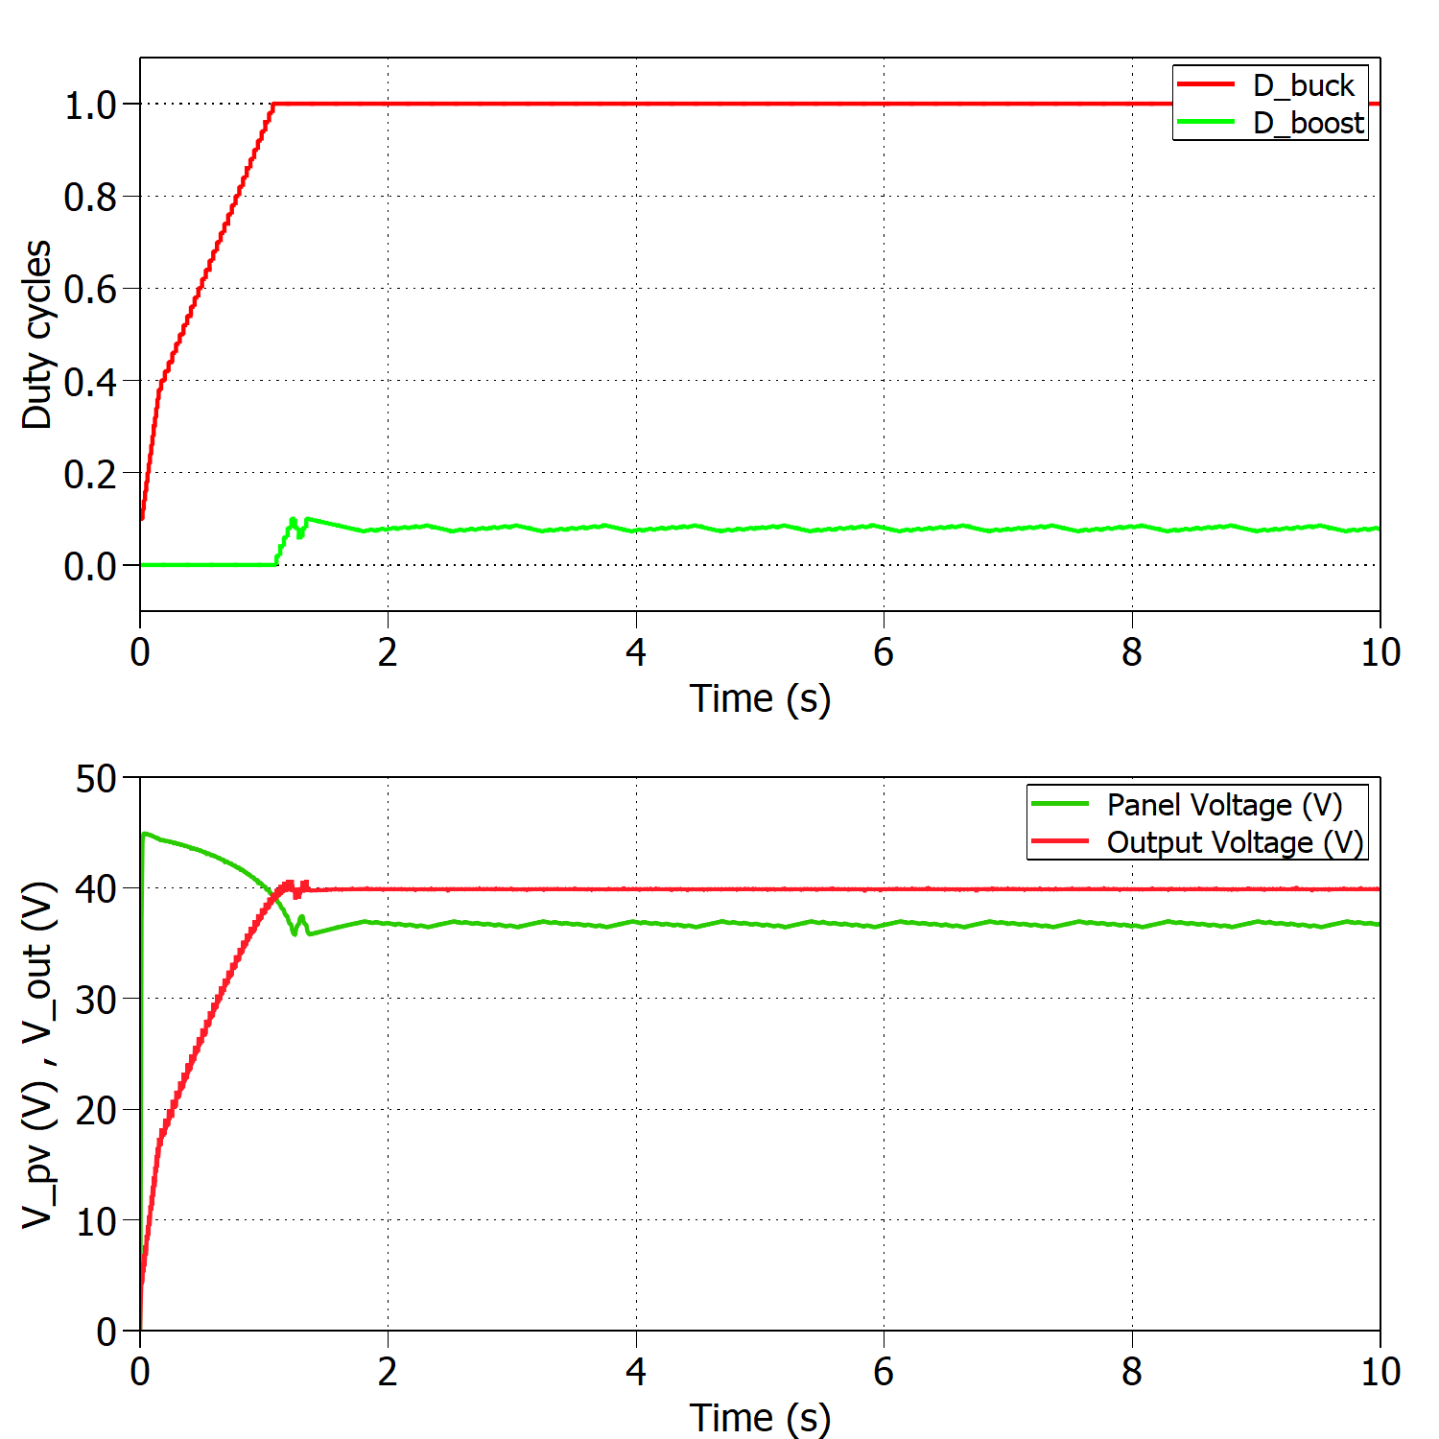 1.0
0.8
0.6
0.4
0.2
0.0
Duty cycles
D_buck
D_boost
0 2 4 6 8 10
Time (s)
50
40
30
20
10
0
V_pv (V) , V_out (V)
Panel Voltage (V)
Output Voltage (V)
0 2 4 6 8 10
Time (s)